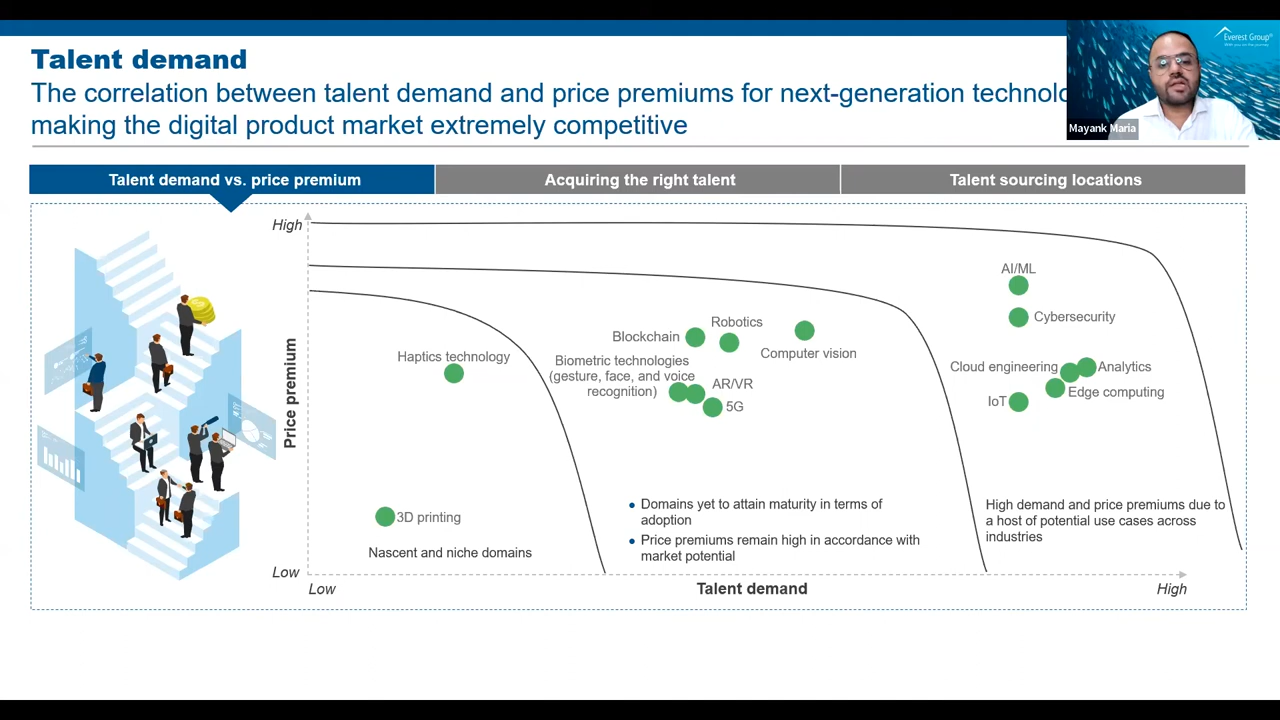 Talent demand
The correlation between talent demand and price premiums for next-generation
making the digital product market extremely competitive
Everest Group®
With you on the journey
Mayank Maria
Talent demand vs. price premium
Acquiring the right talent
Talent sourcing locations
High
Price premium
Low
AI/ML
Cybersecurity
Robotics
Blockchain
Computer vision
Haptics technology
Biometric technologies
(gesture, face, and voice
recognition)
AR/VR
5G
Cloud engineering
Analytics
Edge computing
IoT
3D printing
Nascent and niche domains
• Domains yet to attain maturity in terms of
adoption
• Price premiums remain high in accordance with
market potential
High demand and price premiums due to
a host of potential use cases across
industries
Low
Talent demand
High